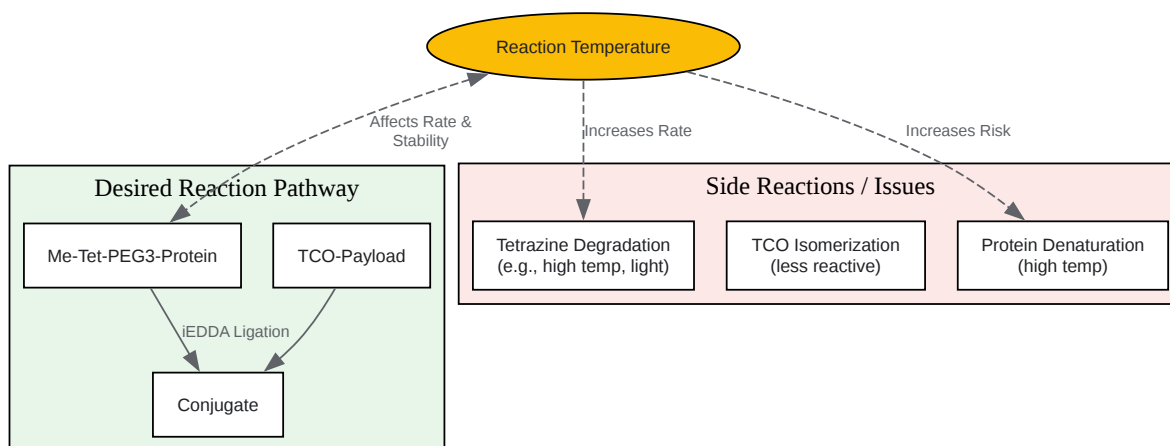 Reaction Temperature
Affects Rate &
Stability
Increases Rate
Increases Risk
Desired Reaction Pathway
Me-Tet-PEG3-Protein
TCO-Payload
iEDDA Ligation
Conjugate
Side Reactions / Issues
Tetrazine Degradation
(e.g., high temp, light)
TCO Isomerization
(less reactive)
Protein Denaturation
(high temp)